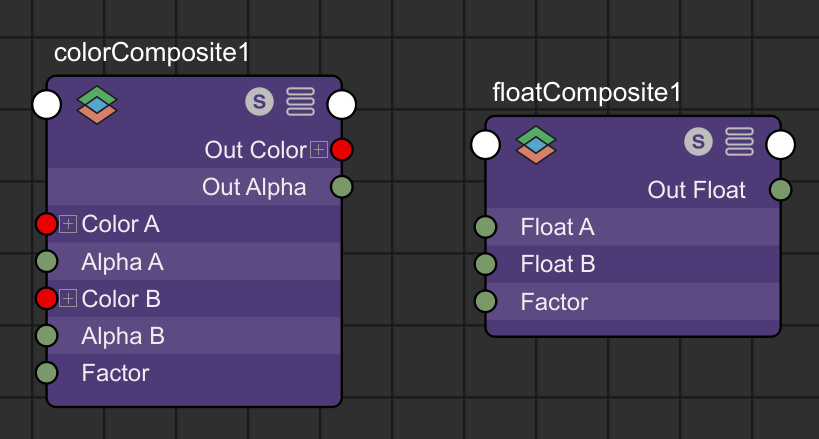 colorComposite1
S
Out Color
Out Alpha
Color A
Alpha A
Color B
Alpha B
Factor
floatComposite1
S
Out Float
Float A
Float B
Factor